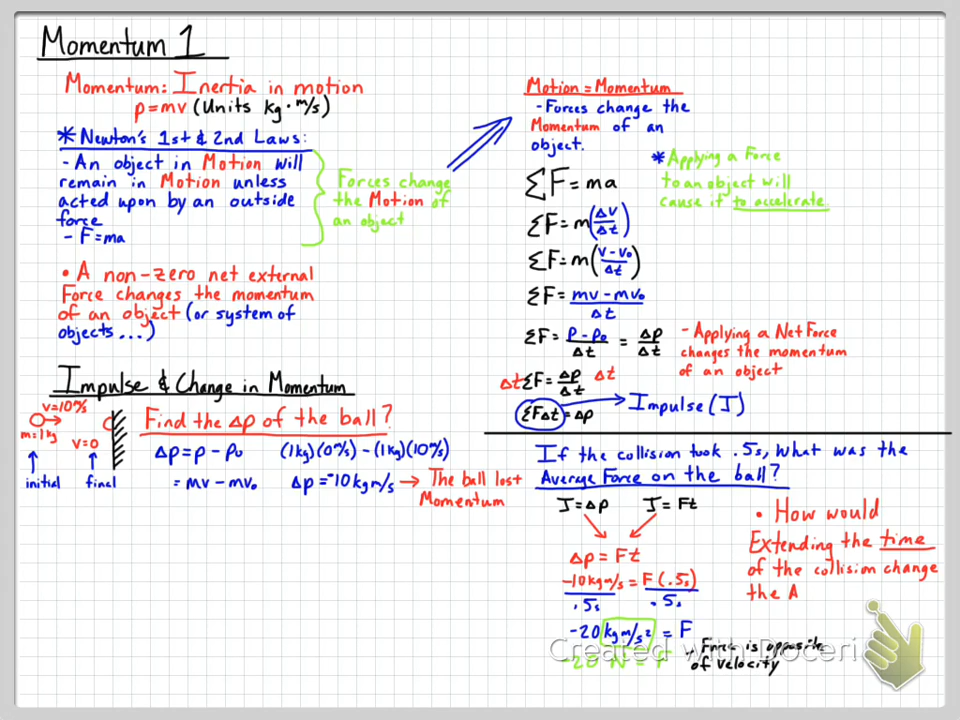 Momentum 1
Momentum: Inertia in motion
p = mv (Units kg·m/s)
* Newton's 1st & 2nd Laws:
- An object in Motion will
remain in Motion unless
acted upon by an outside
force
- F = ma
Forces change
the Motion of
an object
• A non-zero net external
Force changes the momentum
of an object (or system of
objects...)
Impulse & Change in Momentum
v=10m/s
m=1kg
v=0
initial
final
Find the Δp of the ball?
Δp = p - p₀
= mv - mv₀
(1kg)(0m/s) - (1kg)(10m/s)
Δp = -10kgm/s → The ball lost
Momentum
Motion = Momentum
- Forces change the
Momentum of an
object.
* Applying a Force
to an object will
cause it to accelerate.
ΣF = ma
ΣF = m(Δv/Δt)
ΣF = m(v - v₀/Δt)
ΣF = mv - mv₀/Δt
ΣF = p - p₀/Δt = Δp/Δt
- Applying a Net Force
changes the momentum
of an object
Δt ΣF = Δp/Δt Δt
ΣFΔt = Δp
Impulse (I)
If the collision took .5s, What was the
Average Force on the ball?
I = Δp
I = Ft
Δp = Ft
-10kgm/s/.5s = F(.5s)/.5s
-20 kgm/s² = F
-20 N = F
- Force is opposite
of velocity
• How would
Extending the time
of the collision change
the A
Created with Doceri